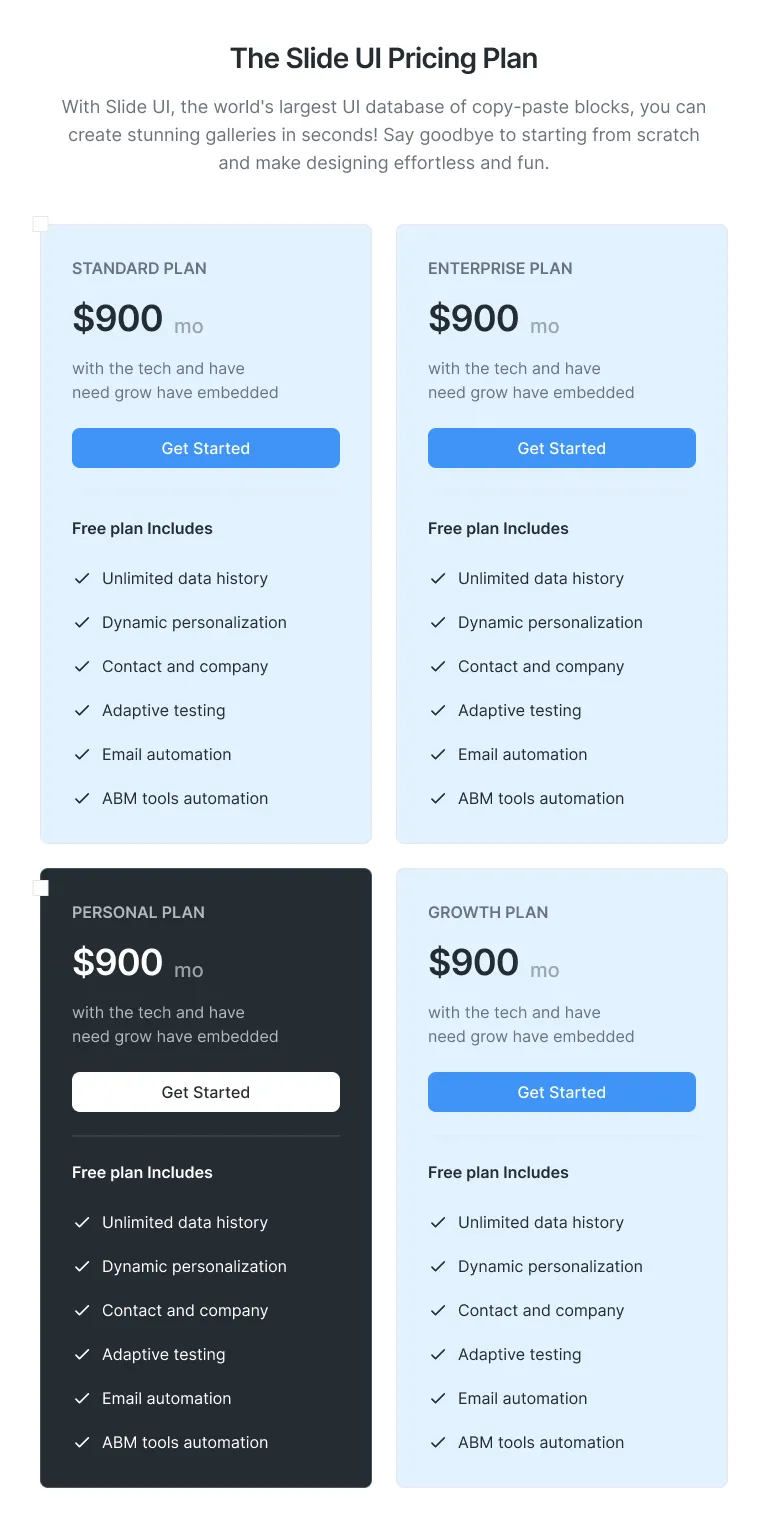 The Slide UI Pricing Plan
With Slide UI, the world's largest UI database of copy-paste blocks, you can
create stunning galleries in seconds! Say goodbye to starting from scratch
and make designing effortless and fun.
STANDARD PLAN
$900 mo
with the tech and have
need grow have embedded
Get Started
Free plan Includes
Unlimited data history
Dynamic personalization
Contact and company
Adaptive testing
Email automation
ABM tools automation
ENTERPRISE PLAN
$900 mo
with the tech and have
need grow have embedded
Get Started
Free plan Includes
Unlimited data history
Dynamic personalization
Contact and company
Adaptive testing
Email automation
ABM tools automation
PERSONAL PLAN
$900 mo
with the tech and have
need grow have embedded
Get Started
Free plan Includes
Unlimited data history
Dynamic personalization
Contact and company
Adaptive testing
Email automation
ABM tools automation
GROWTH PLAN
$900 mo
with the tech and have
need grow have embedded
Get Started
Free plan Includes
Unlimited data history
Dynamic personalization
Contact and company
Adaptive testing
Email automation
ABM tools automation